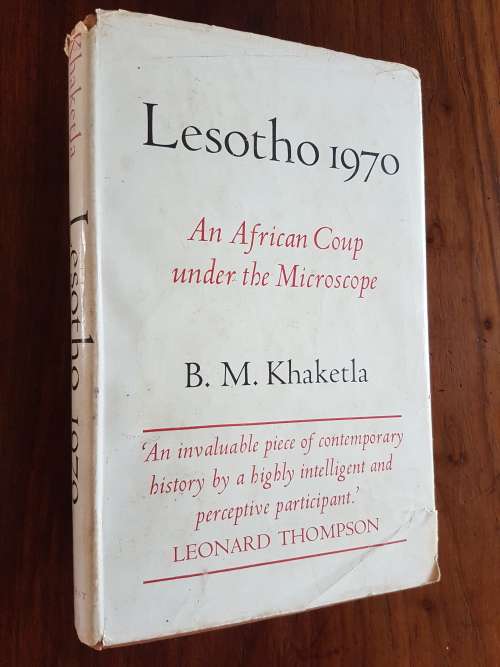 Lesotho 1970
An African Coup
under the Microscope
B. M. Khaketla
'An invaluable piece of contemporary
history by a highly intelligent and
perceptive participant.'
LEONARD THOMPSON
Khaketla
Lesotho 1970